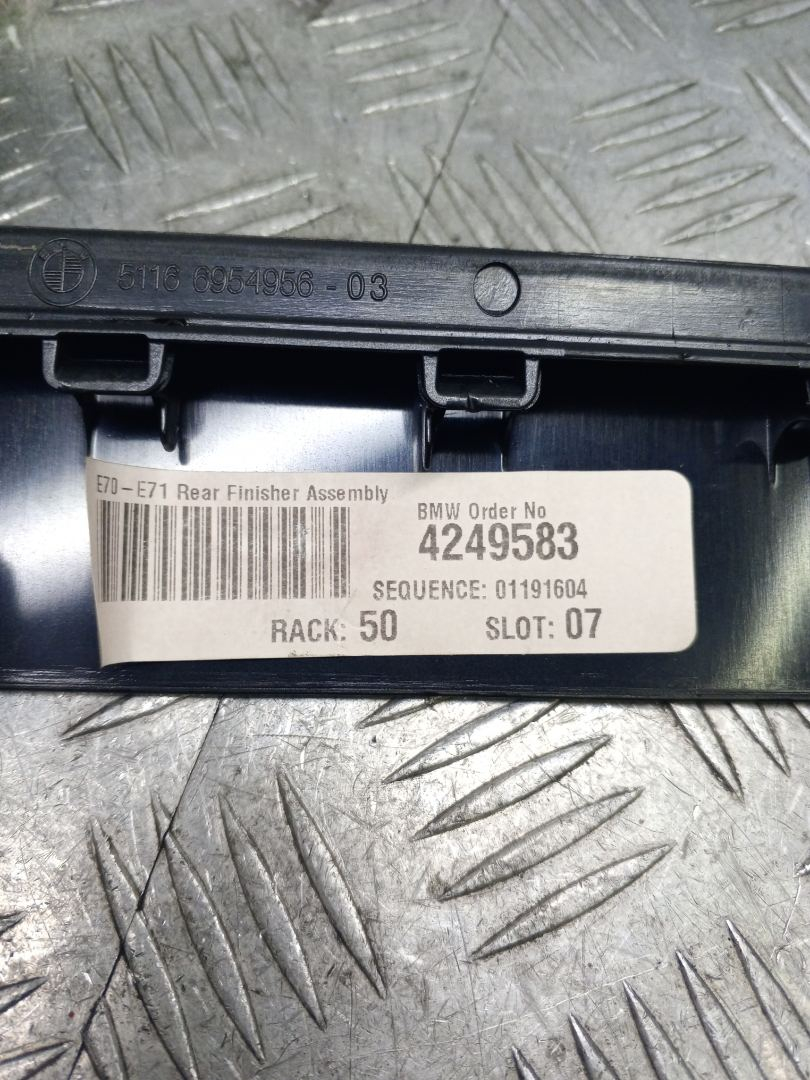 5116 6954956 - 03
E70-E71 Rear Finisher Assembly
BMW Order No
4249583
SEQUENCE: 01191604
RACK: 50 SLOT: 07